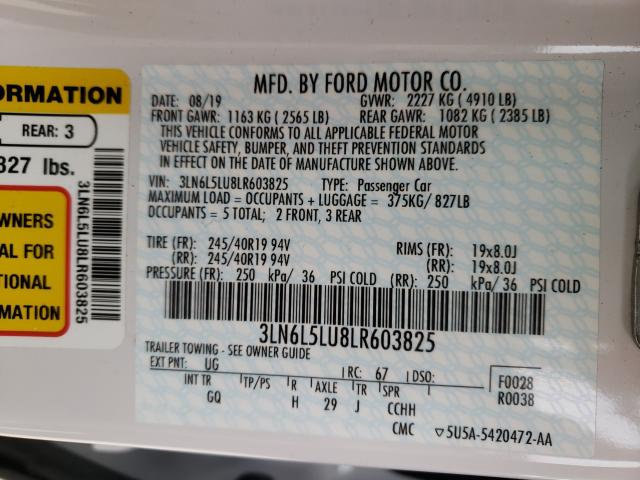 ORMATION
REAR: 3
327 lbs.
WNERS
AL FOR
TIONAL
RMATION
3LN6L5LU8LR603825
MFD. BY FORD MOTOR CO.
DATE: 08/19 GVWR: 2227 KG ( 4910 LB)
FRONT GAWR: 1163 KG ( 2565 LB) REAR GAWR: 1082 KG ( 2385 LB)
THIS VEHICLE CONFORMS TO ALL APPLICABLE FEDERAL MOTOR
VEHICLE SAFETY, BUMPER, AND THEFT PREVENTION STANDARDS
IN EFFECT ON THE DATE OF MANUFACTURE SHOWN ABOVE.
VIN: 3LN6L5LU8LR603825 TYPE: Passenger Car
MAXIMUM LOAD = OCCUPANTS + LUGGAGE = 375KG/ 827LB
OCCUPANTS = 5 TOTAL; 2 FRONT, 3 REAR
TIRE (FR): 245/40R19 94V RIMS (FR): 19x8.0J
(RR): 245/40R19 94V (RR): 19x8.0J
PRESSURE (FR): 250 kPa/ 36 PSI COLD (RR): 250 kPa/ 36 PSI COLD
3LN6L5LU8LR603825
TRAILER TOWING - SEE OWNER GUIDE
EXT PNT: UG RC: 67 DSO: F0028
INT TR TP/PS R AXLE TR SPR R0038
GQ H 29 J CCHH
CMC ▽5U5A-5420472-AA